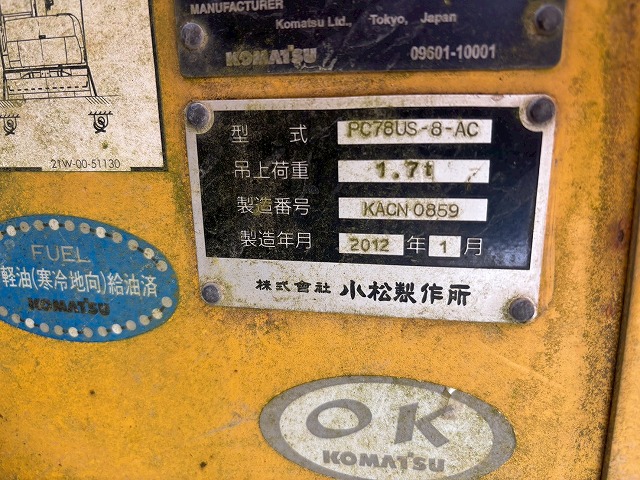 MANUFACTURER
Komatsu Ltd., Tokyo, Japan
KOMATSU 09601-10001
21W-00-51130
型式 PC78US-8-AC
吊上荷重 1.7t
製造番号 KACN 0859
製造年月 2012 年 1 月
株式會社 小松製作所
FUEL
軽油(寒冷地向)給油済
KOMATSU
OK
KOMATSU